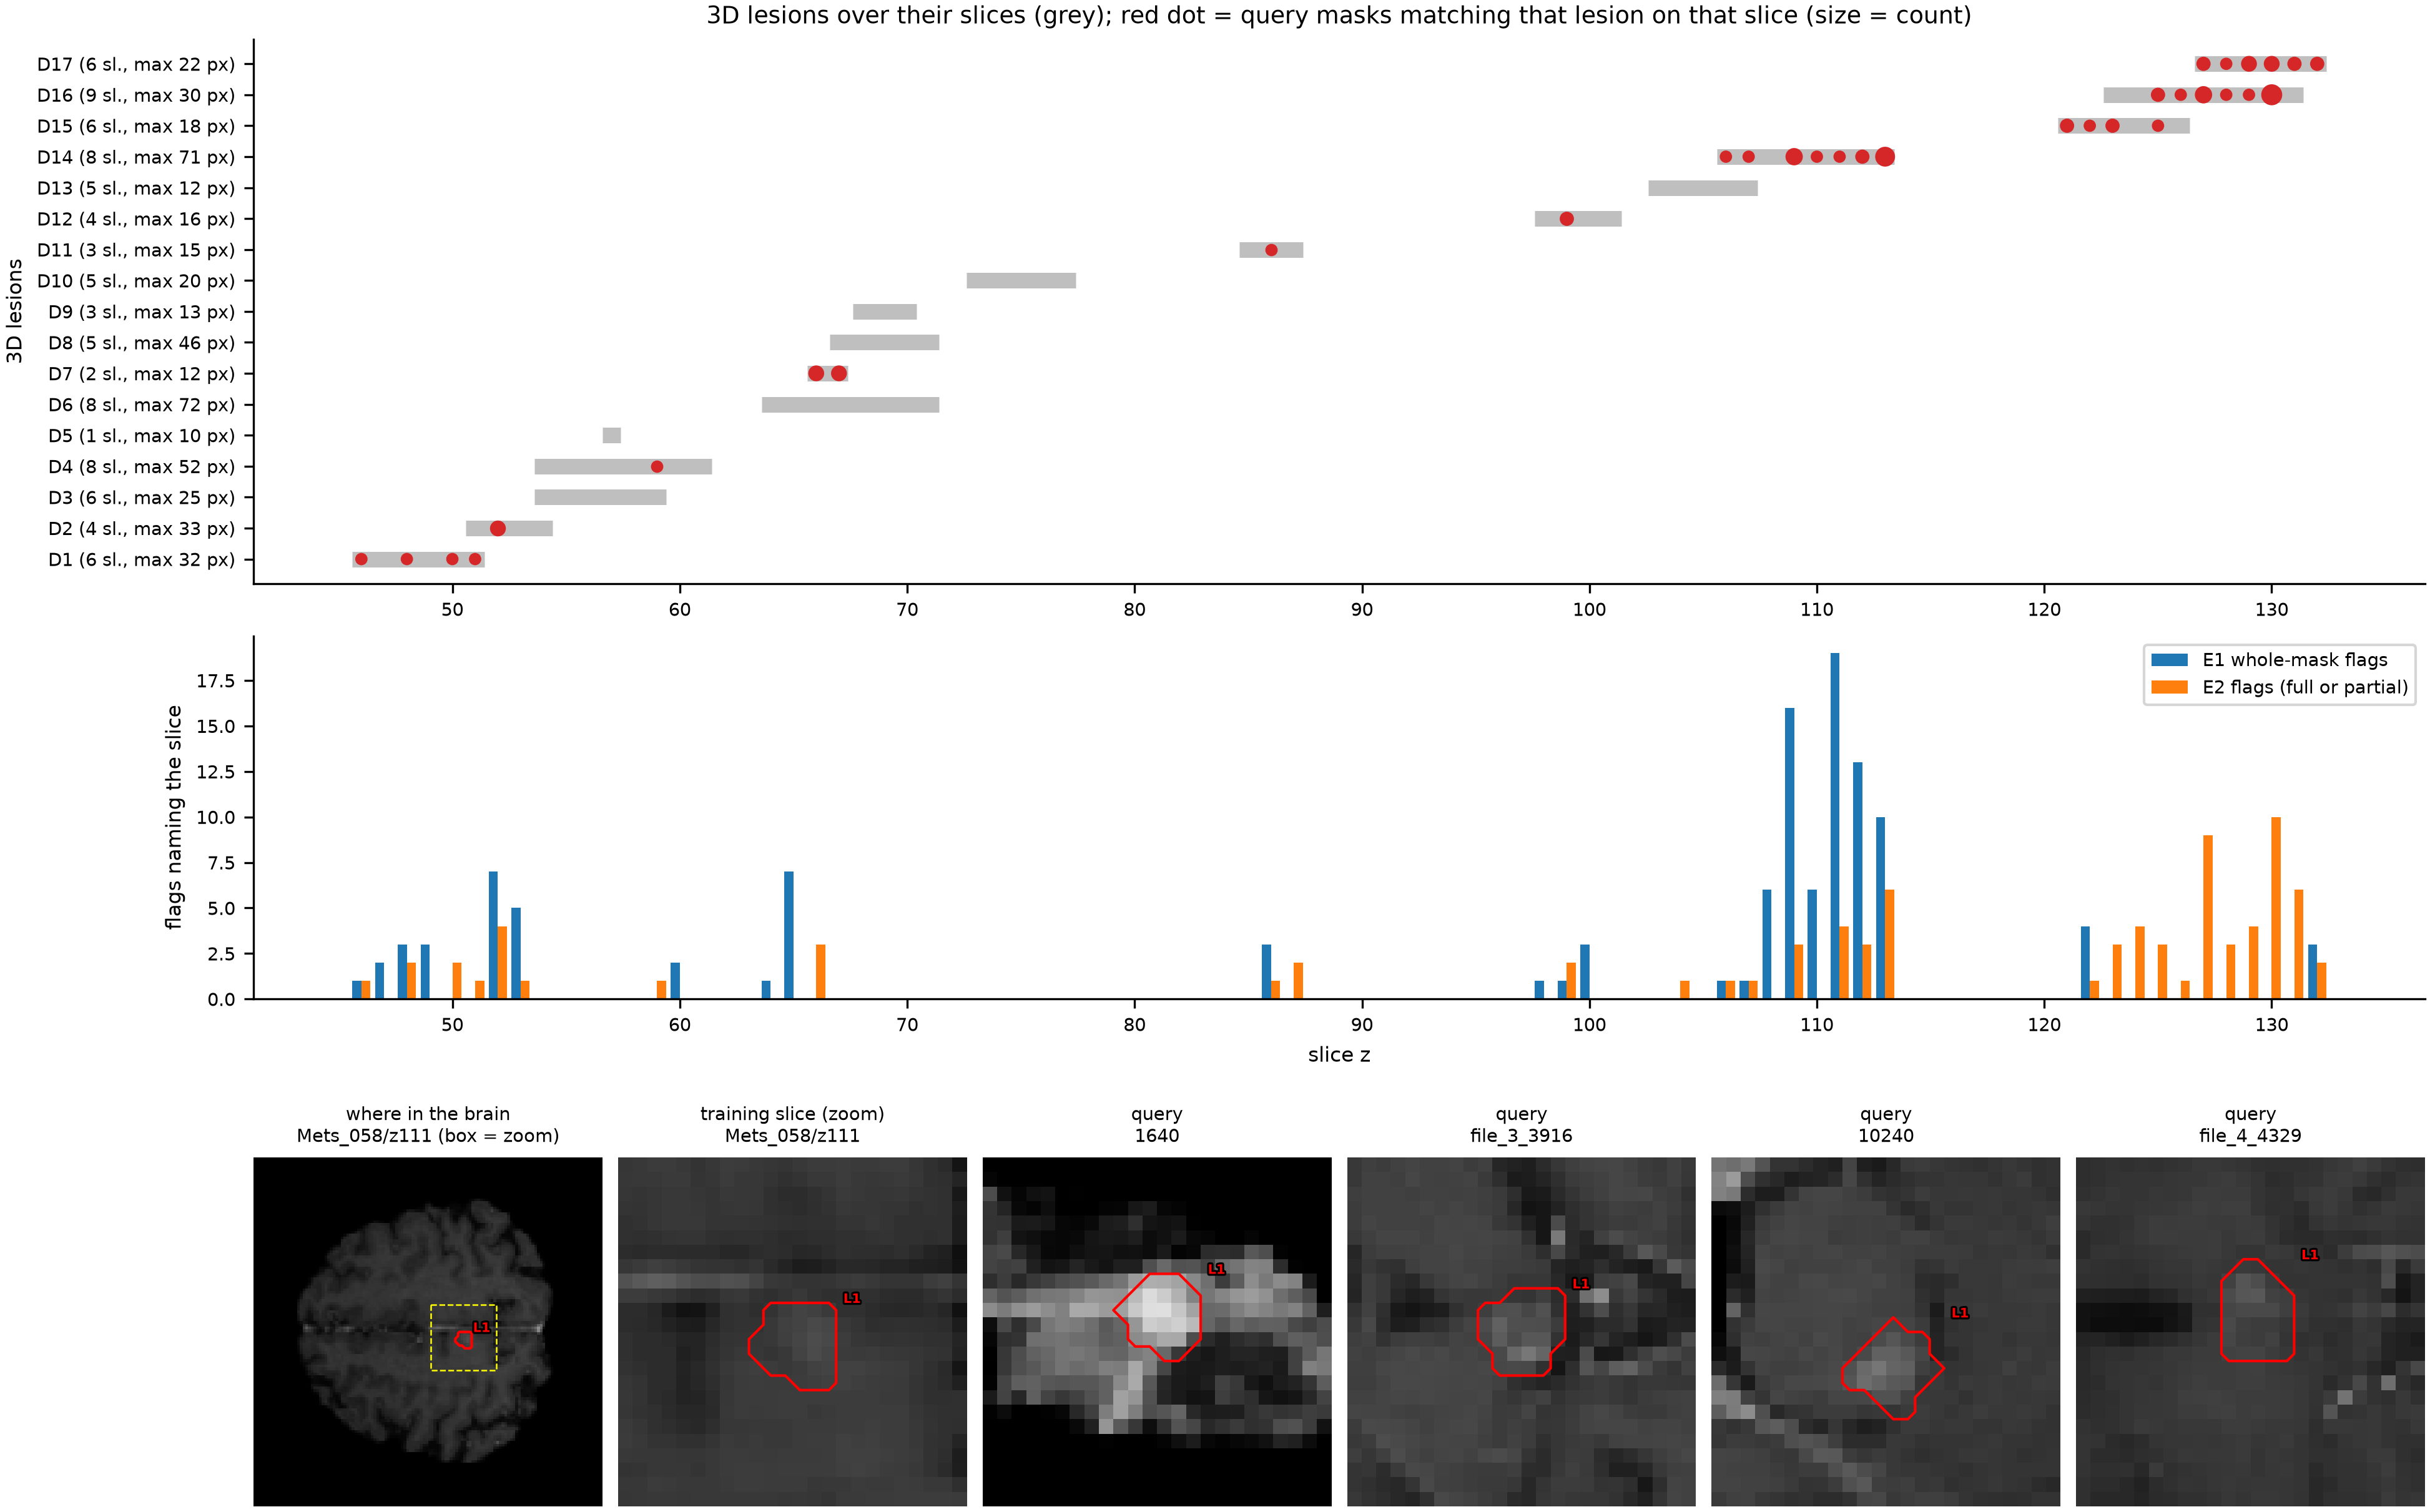 3D lesions over their slices (grey); red dot = query masks matching that lesion on that slice (size = count)
3D lesions
D17 (6 sl., max 22 px)
D16 (9 sl., max 30 px)
D15 (6 sl., max 18 px)
D14 (8 sl., max 71 px)
D13 (5 sl., max 12 px)
D12 (4 sl., max 16 px)
D11 (3 sl., max 15 px)
D10 (5 sl., max 20 px)
D9 (3 sl., max 13 px)
D8 (5 sl., max 46 px)
D7 (2 sl., max 12 px)
D6 (8 sl., max 72 px)
D5 (1 sl., max 10 px)
D4 (8 sl., max 52 px)
D3 (6 sl., max 25 px)
D2 (4 sl., max 33 px)
D1 (6 sl., max 32 px)
50 60 70 80 90 100 110 120 130
flags naming the slice
17.5
15.0
12.5
10.0
7.5
5.0
2.5
0.0
E1 whole-mask flags
E2 flags (full or partial)
50 60 70 80 90 100 110 120 130
slice z
where in the brain
Mets_058/z111 (box = zoom)
L1
training slice (zoom)
Mets_058/z111
L1
query
1640
L1
query
file_3_3916
L1
query
10240
L1
query
file_4_4329
L1